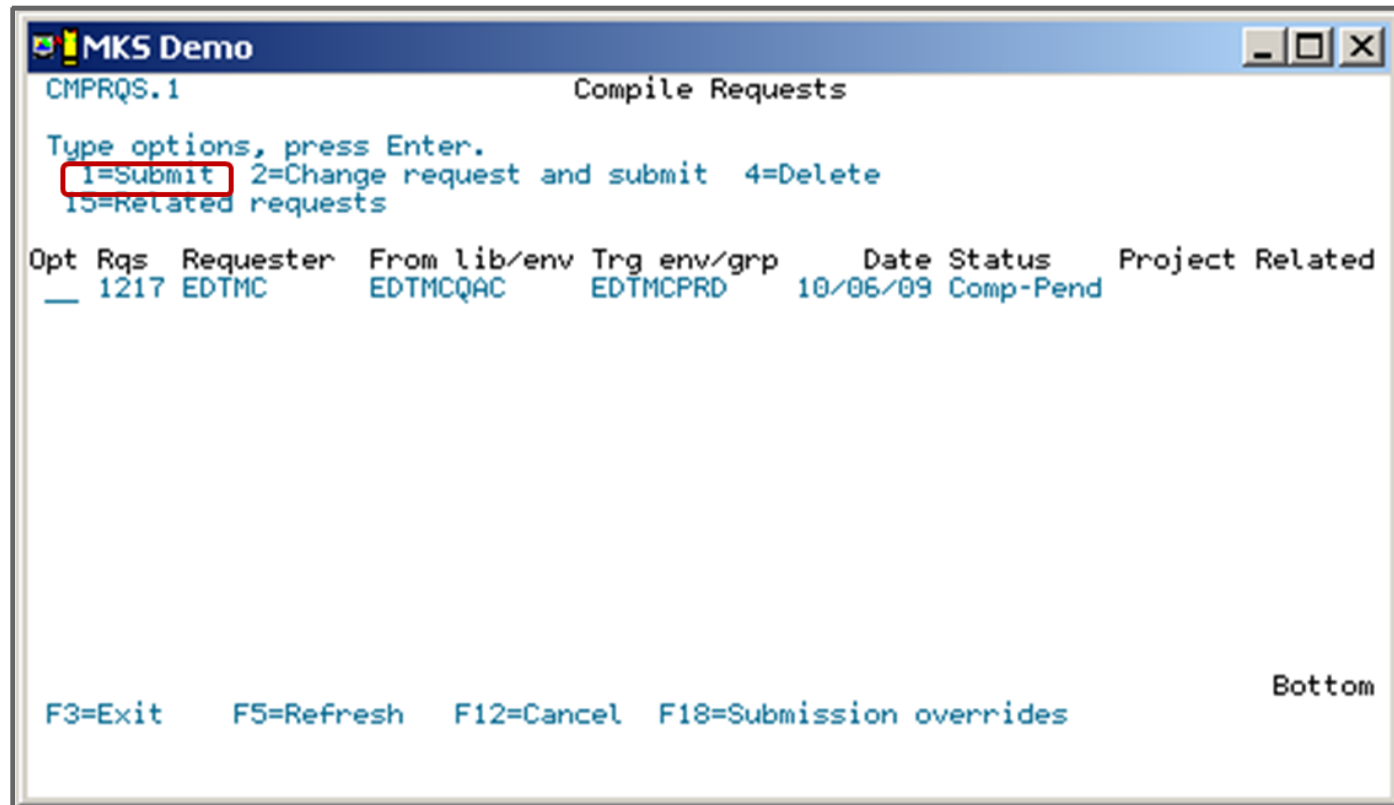 MKS Demo
CMPRQS.1 Compile Requests
Type options, press Enter.
1=Submit 2=Change request and submit 4=Delete
15=Related requests
Opt Rqs Requester From lib/env Trg env/grp Date Status Project Related
__ 1217 EDTMC EDTMCQAC EDTMCPRD 10/06/09 Comp-Pend
Bottom
F3=Exit F5=Refresh F12=Cancel F18=Submission overrides